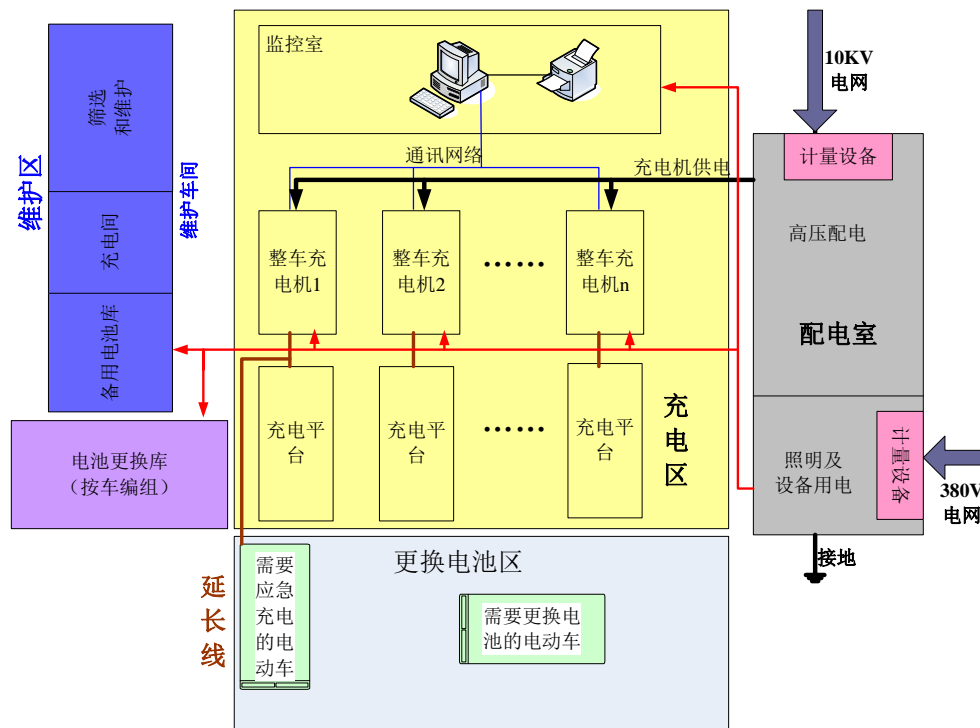 监控室
10KV
电网
筛选
和维护
维护区
维护车间
充电间
备用电池库
通讯网络
充电机供电
计量设备
高压配电
配电室
整车充
电机1
整车充
电机2
……
整车充
电机n
充电平
台
充电平
台
……
充电平
台
充
电
区
电池更换库
（按车编组）
照明及
设备用电
计量设备
380V
电网
接地
更换电池区
延
长
线
需要
应急
充电
的电
动车
需要更换电
池的电动车